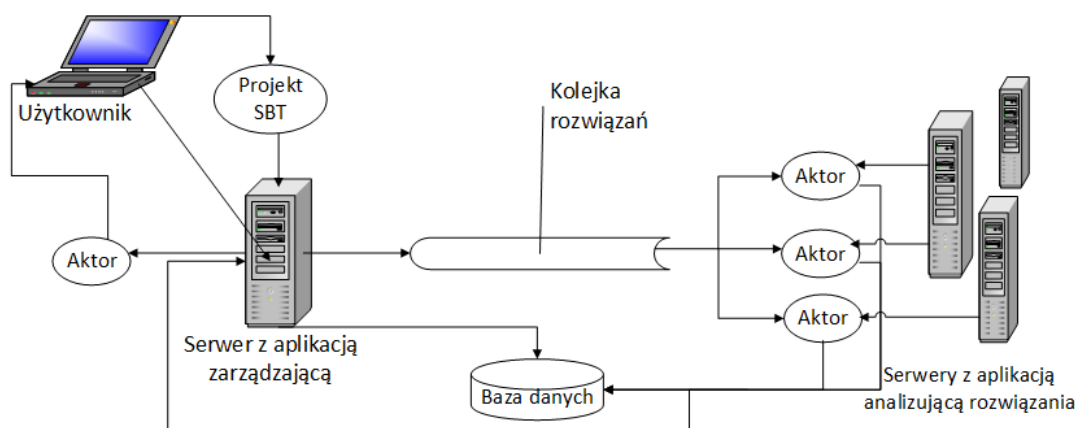 Projekt
SBT
Użytkownik
Kolejka
rozwiązań
Aktor
Aktor
Aktor
Aktor
Serwer z aplikacją
zarządzającą
Baza danych
Serwery z aplikacją
analizującą rozwiązania